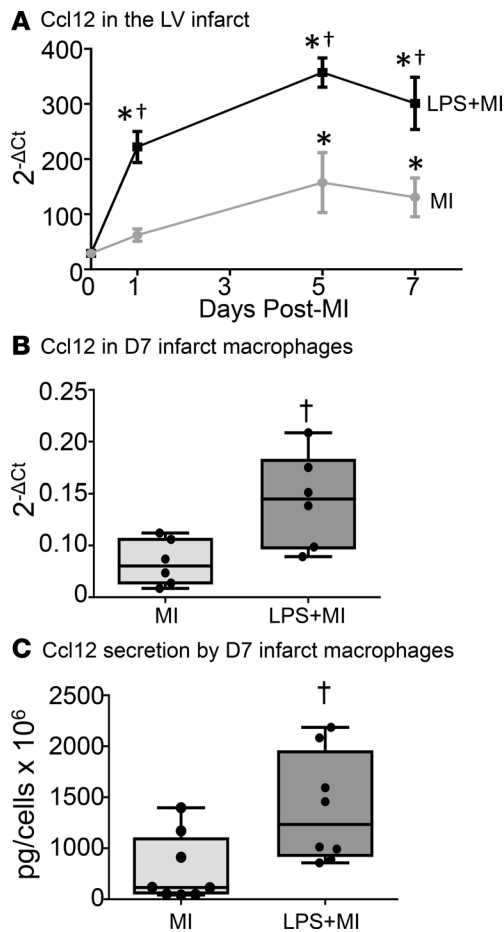 A Ccl12 in the LV infarct
400
300
200
100
0
2-ΔCt
*†
*†
*†
LPS+MI
*
*
MI
0 1 3 5 7
Days Post-MI
B Ccl12 in D7 infarct macrophages
0.25
0.20
0.15
0.10
0
2-ΔCt
†
MI LPS+MI
C Ccl12 secretion by D7 infarct macrophages
2500
2000
1500
1000
0
pg/cells x 10⁶
†
MI LPS+MI